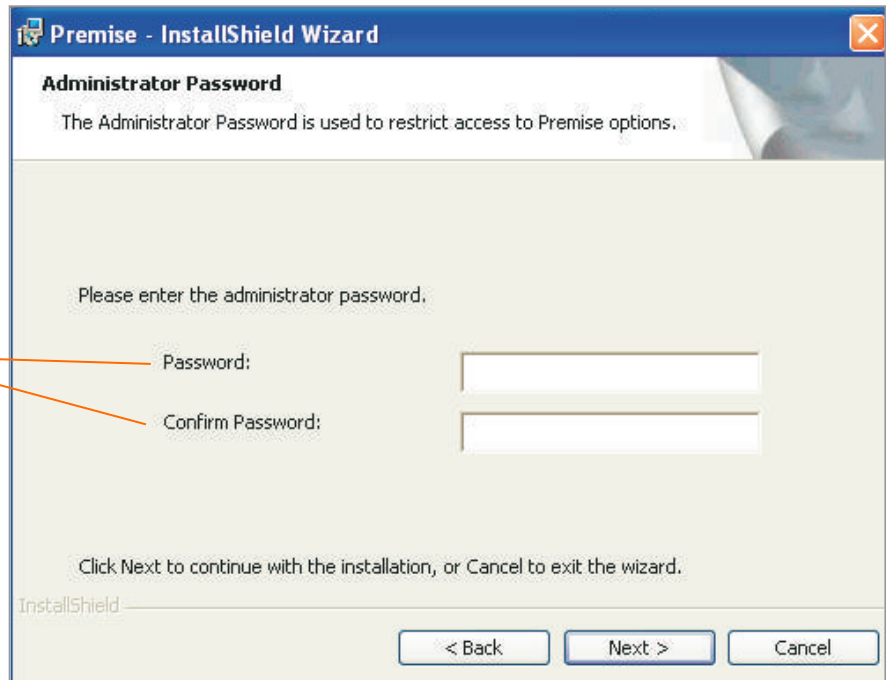 Premise - InstallShield Wizard
Administrator Password
The Administrator Password is used to restrict access to Premise options.
Please enter the administrator password.
Password:
Confirm Password:
Click Next to continue with the installation, or Cancel to exit the wizard.
InstallShield
< Back Next > Cancel